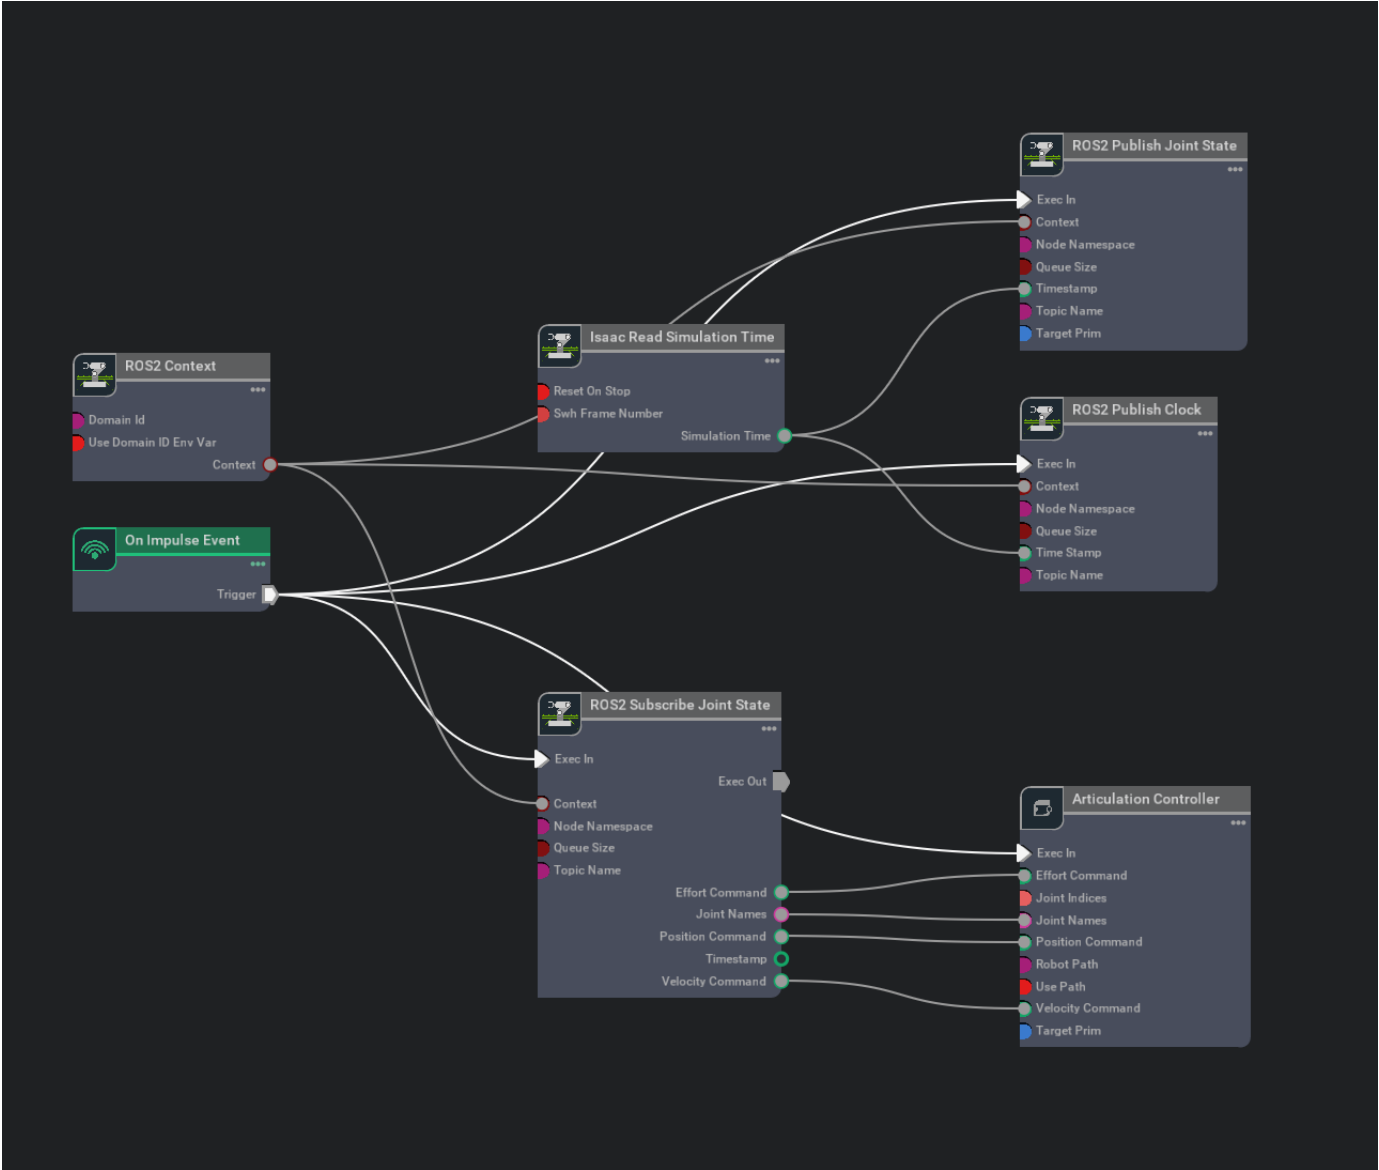 ROS2 Publish Joint State
Exec In
Context
Node Namespace
Queue Size
Timestamp
Topic Name
Target Prim
Isaac Read Simulation Time
Reset On Stop
Swh Frame Number
Simulation Time
ROS2 Context
Domain Id
Use Domain ID Env Var
Context
ROS2 Publish Clock
Exec In
Context
Node Namespace
Queue Size
Time Stamp
Topic Name
On Impulse Event
Trigger
ROS2 Subscribe Joint State
Exec In
Exec Out
Context
Node Namespace
Queue Size
Topic Name
Effort Command
Joint Names
Position Command
Timestamp
Velocity Command
Articulation Controller
Exec In
Effort Command
Joint Indices
Joint Names
Position Command
Robot Path
Use Path
Velocity Command
Target Prim